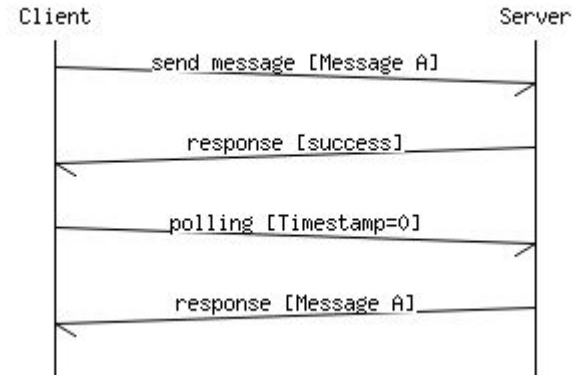 Client Server
send message [Message A]
response [success]
polling [Timestamp=0]
response [Message A]